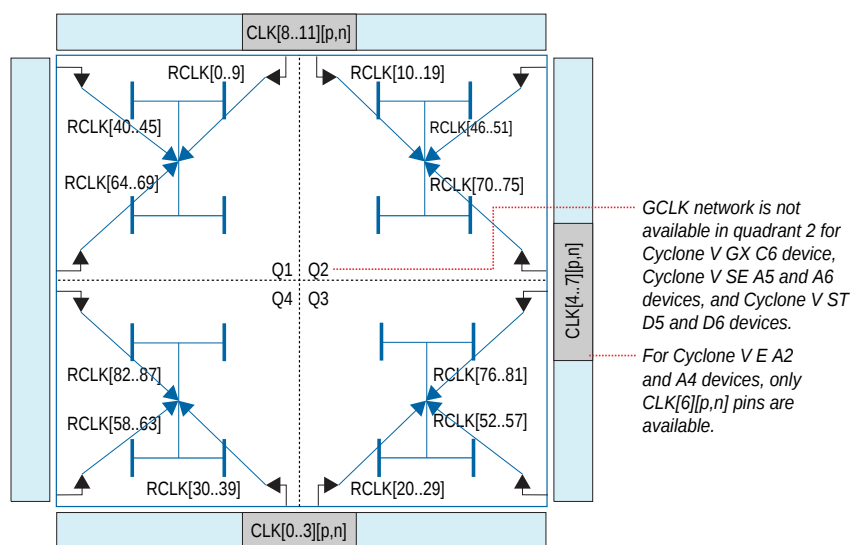 CLK[8..11][p,n]
RCLK[0..9]
RCLK[10..19]
RCLK[40..45]
RCLK[46..51]
RCLK[64..69]
RCLK[70..75]
Q1
Q2
Q4
Q3
CLK[4..7][p,n]
GCLK network is not
available in quadrant 2 for
Cyclone V GX C6 device,
Cyclone V SE A5 and A6
devices, and Cyclone V ST
D5 and D6 devices.
For Cyclone V E A2
and A4 devices, only
CLK[6][p,n] pins are
available.
RCLK[82..87]
RCLK[76..81]
RCLK[58..63]
RCLK[52..57]
RCLK[30..39]
RCLK[20..29]
CLK[0..3][p,n]